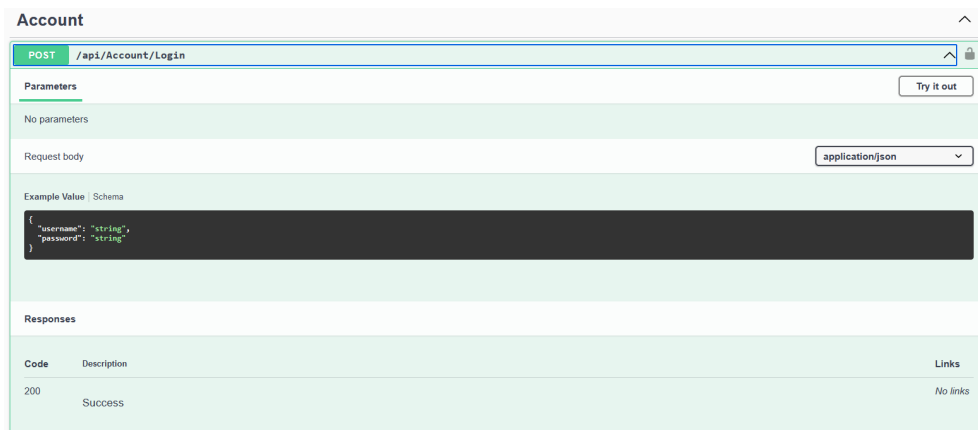 Account
POST /api/Account/Login
Parameters
Try it out
No parameters
Request body
application/json
Example Value | Schema
{
  "username": "string",
  "password": "string"
}
Responses
Code Description Links
200 Success No links